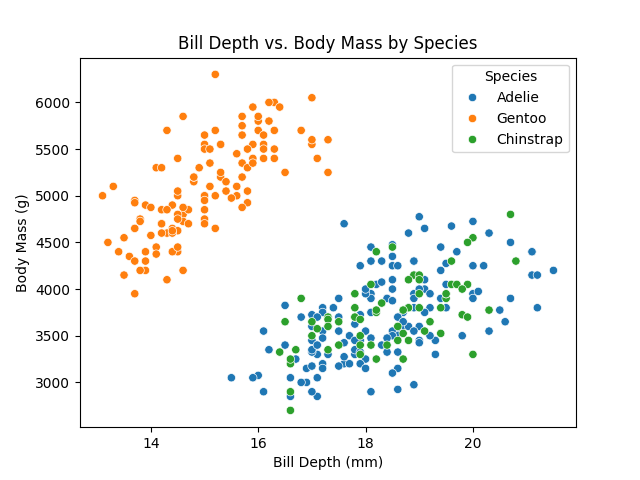 Bill Depth vs. Body Mass by Species
Species
Adelie
Gentoo
Chinstrap
Body Mass (g)
6000
5500
5000
4500
4000
3500
3000
14 16 18 20
Bill Depth (mm)